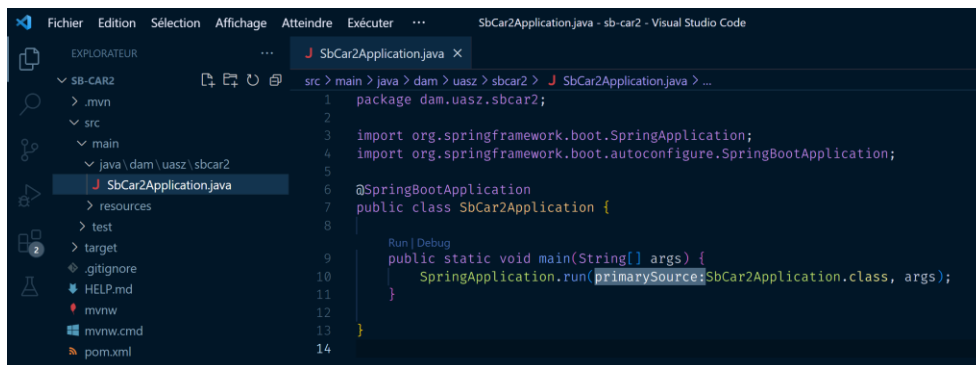 Fichier Edition Sélection Affichage Atteindre Exécuter ··· SbCar2Application.java - sb-car2 - Visual Studio Code
EXPLORATEUR ··· J SbCar2Application.java ×
SB-CAR2 src > main > java > dam > uasz > sbcar2 > J SbCar2Application.java > ...
.mvn
src
main
java\dam\uasz\sbcar2
J SbCar2Application.java
resources
test
target
.gitignore
HELP.md
mvnw
mvnw.cmd
pom.xml
2
1 package dam.uasz.sbcar2;
2
3 import org.springframework.boot.SpringApplication;
4 import org.springframework.boot.autoconfigure.SpringBootApplication;
5
6 @SpringBootApplication
7 public class SbCar2Application {
8
Run | Debug
9 public static void main(String[] args) {
10 SpringApplication.run(primarySource:SbCar2Application.class, args);
11 }
12
13 }
14